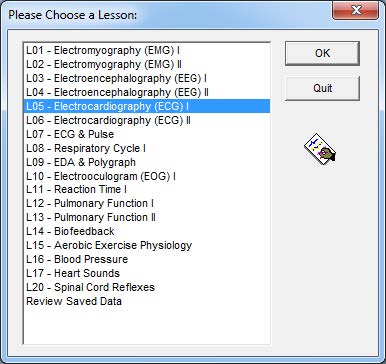 Please Choose a Lesson:
L01 - Electromyography (EMG) I
L02 - Electromyography (EMG) II
L03 - Electroencephalography (EEG) I
L04 - Electroencephalography (EEG) II
L05 - Electrocardiography (ECG) I
L06 - Electrocardiography (ECG) II
L07 - ECG & Pulse
L08 - Respiratory Cycle I
L09 - EDA & Polygraph
L10 - Electrooculogram (EOG) I
L11 - Reaction Time I
L12 - Pulmonary Function I
L13 - Pulmonary Function II
L14 - Biofeedback
L15 - Aerobic Exercise Physiology
L16 - Blood Pressure
L17 - Heart Sounds
L20 - Spinal Cord Reflexes
Review Saved Data
OK
Quit